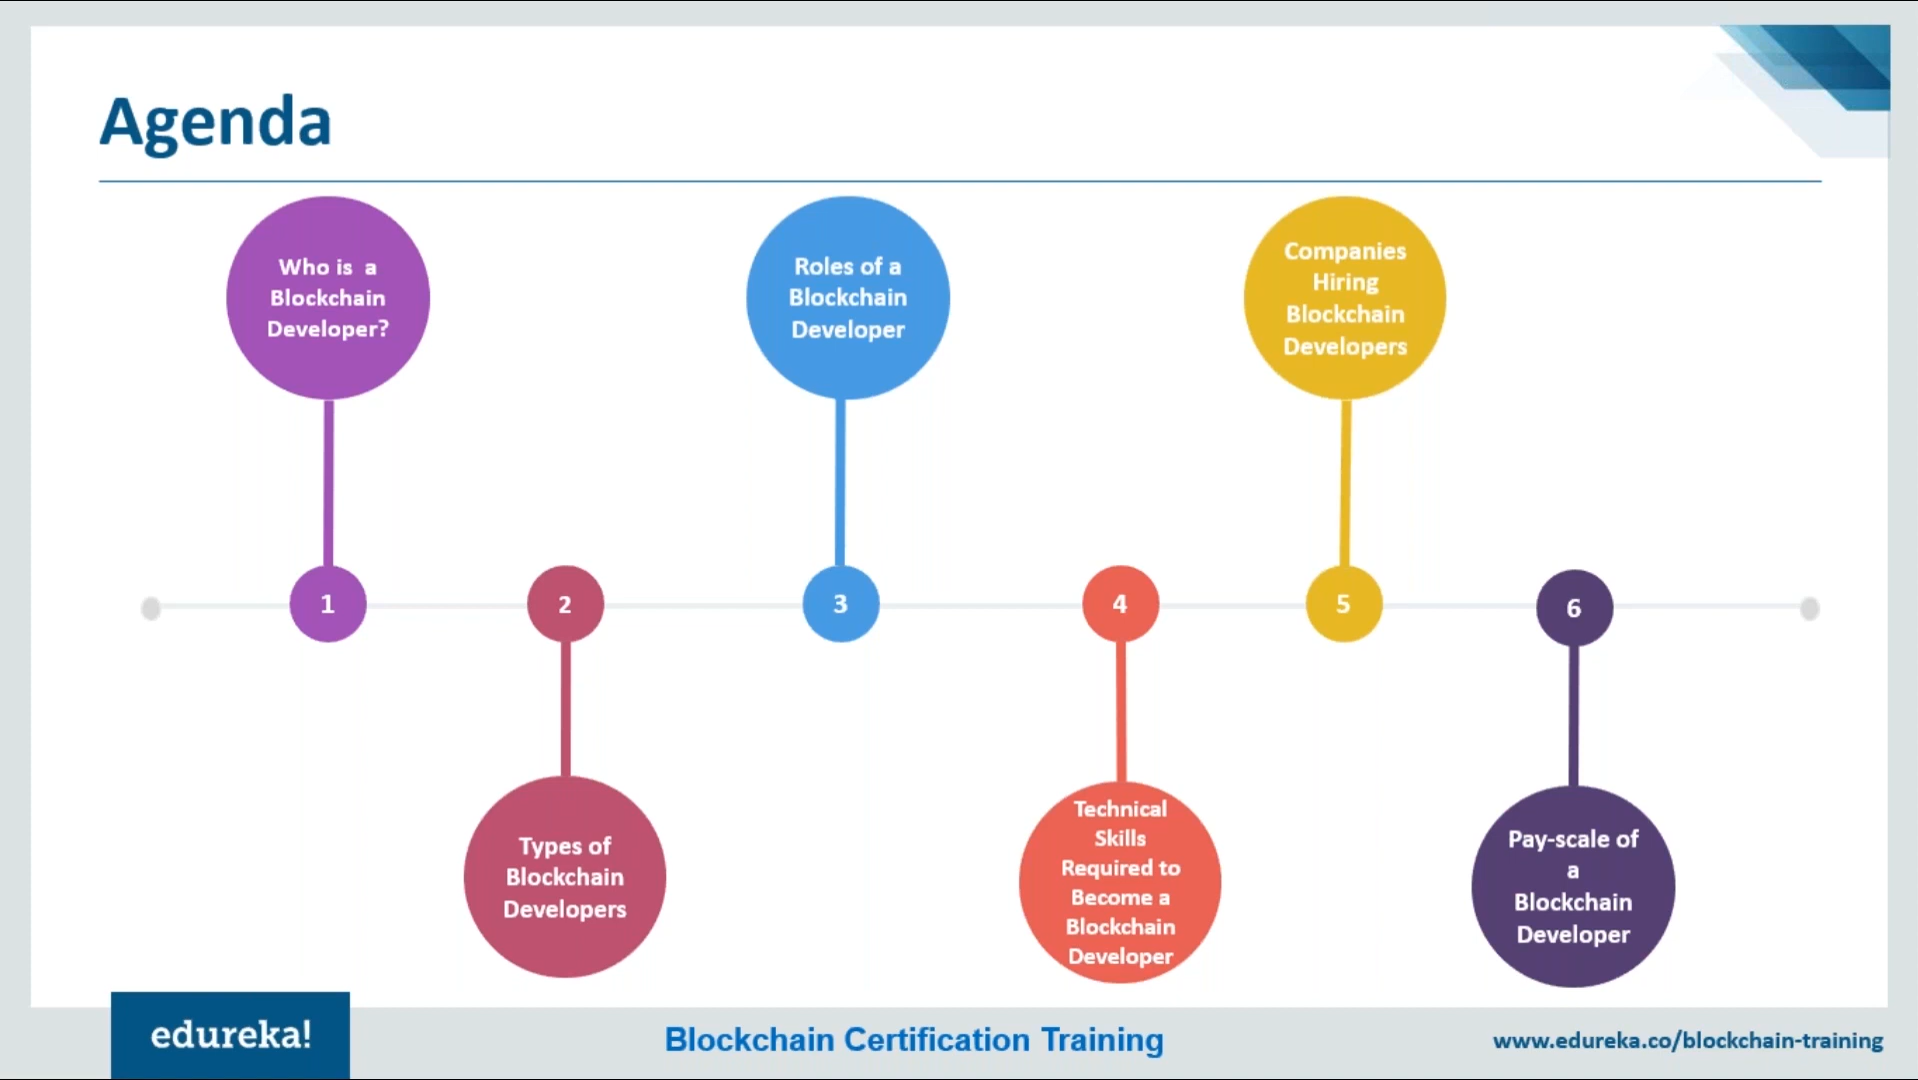 Agenda
Who is a
Blockchain
Developer?
Roles of a
Blockchain
Developer
Companies
Hiring
Blockchain
Developers
1
2
3
4
5
6
Types of
Blockchain
Developers
Technical
Skills
Required to
Become a
Blockchain
Developer
Pay-scale of
a
Blockchain
Developer
edureka!
Blockchain Certification Training
www.edureka.co/blockchain-training